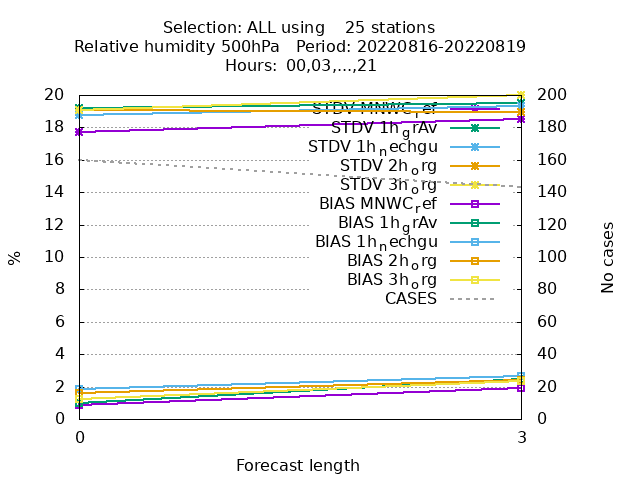 Selection: ALL using    25 stations
Relative humidity 500hPa   Period: 20220816-20220819
Hours: 00,03,...,21
20 200
STDV MNWC_ref
18 180
STDV 1h_grAv
STDV 1h_nechgu
16 160
STDV 2h_org
STDV 3h_org
14 140
BIAS MNWC_ref
12 120
BIAS 1h_grAv
BIAS 1h_nechgu
10 100
BIAS 2h_org
BIAS 3h_org
8 80
CASES
6 60
4 40
2 20
0 0
%
No cases
0 3
Forecast length